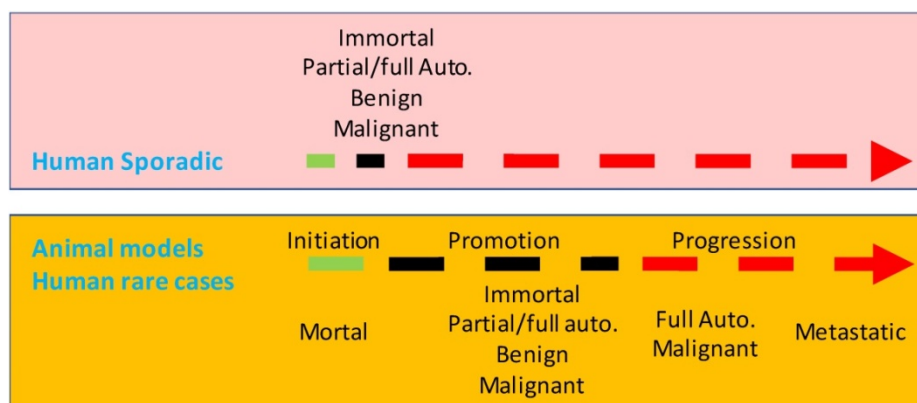 Immortal
Partial/full Auto.
Benign
Malignant
Human Sporadic
Animal models
Human rare cases
Initiation
Promotion
Progression
Mortal
Immortal
Partial/full auto.
Benign
Malignant
Full Auto.
Malignant
Metastatic